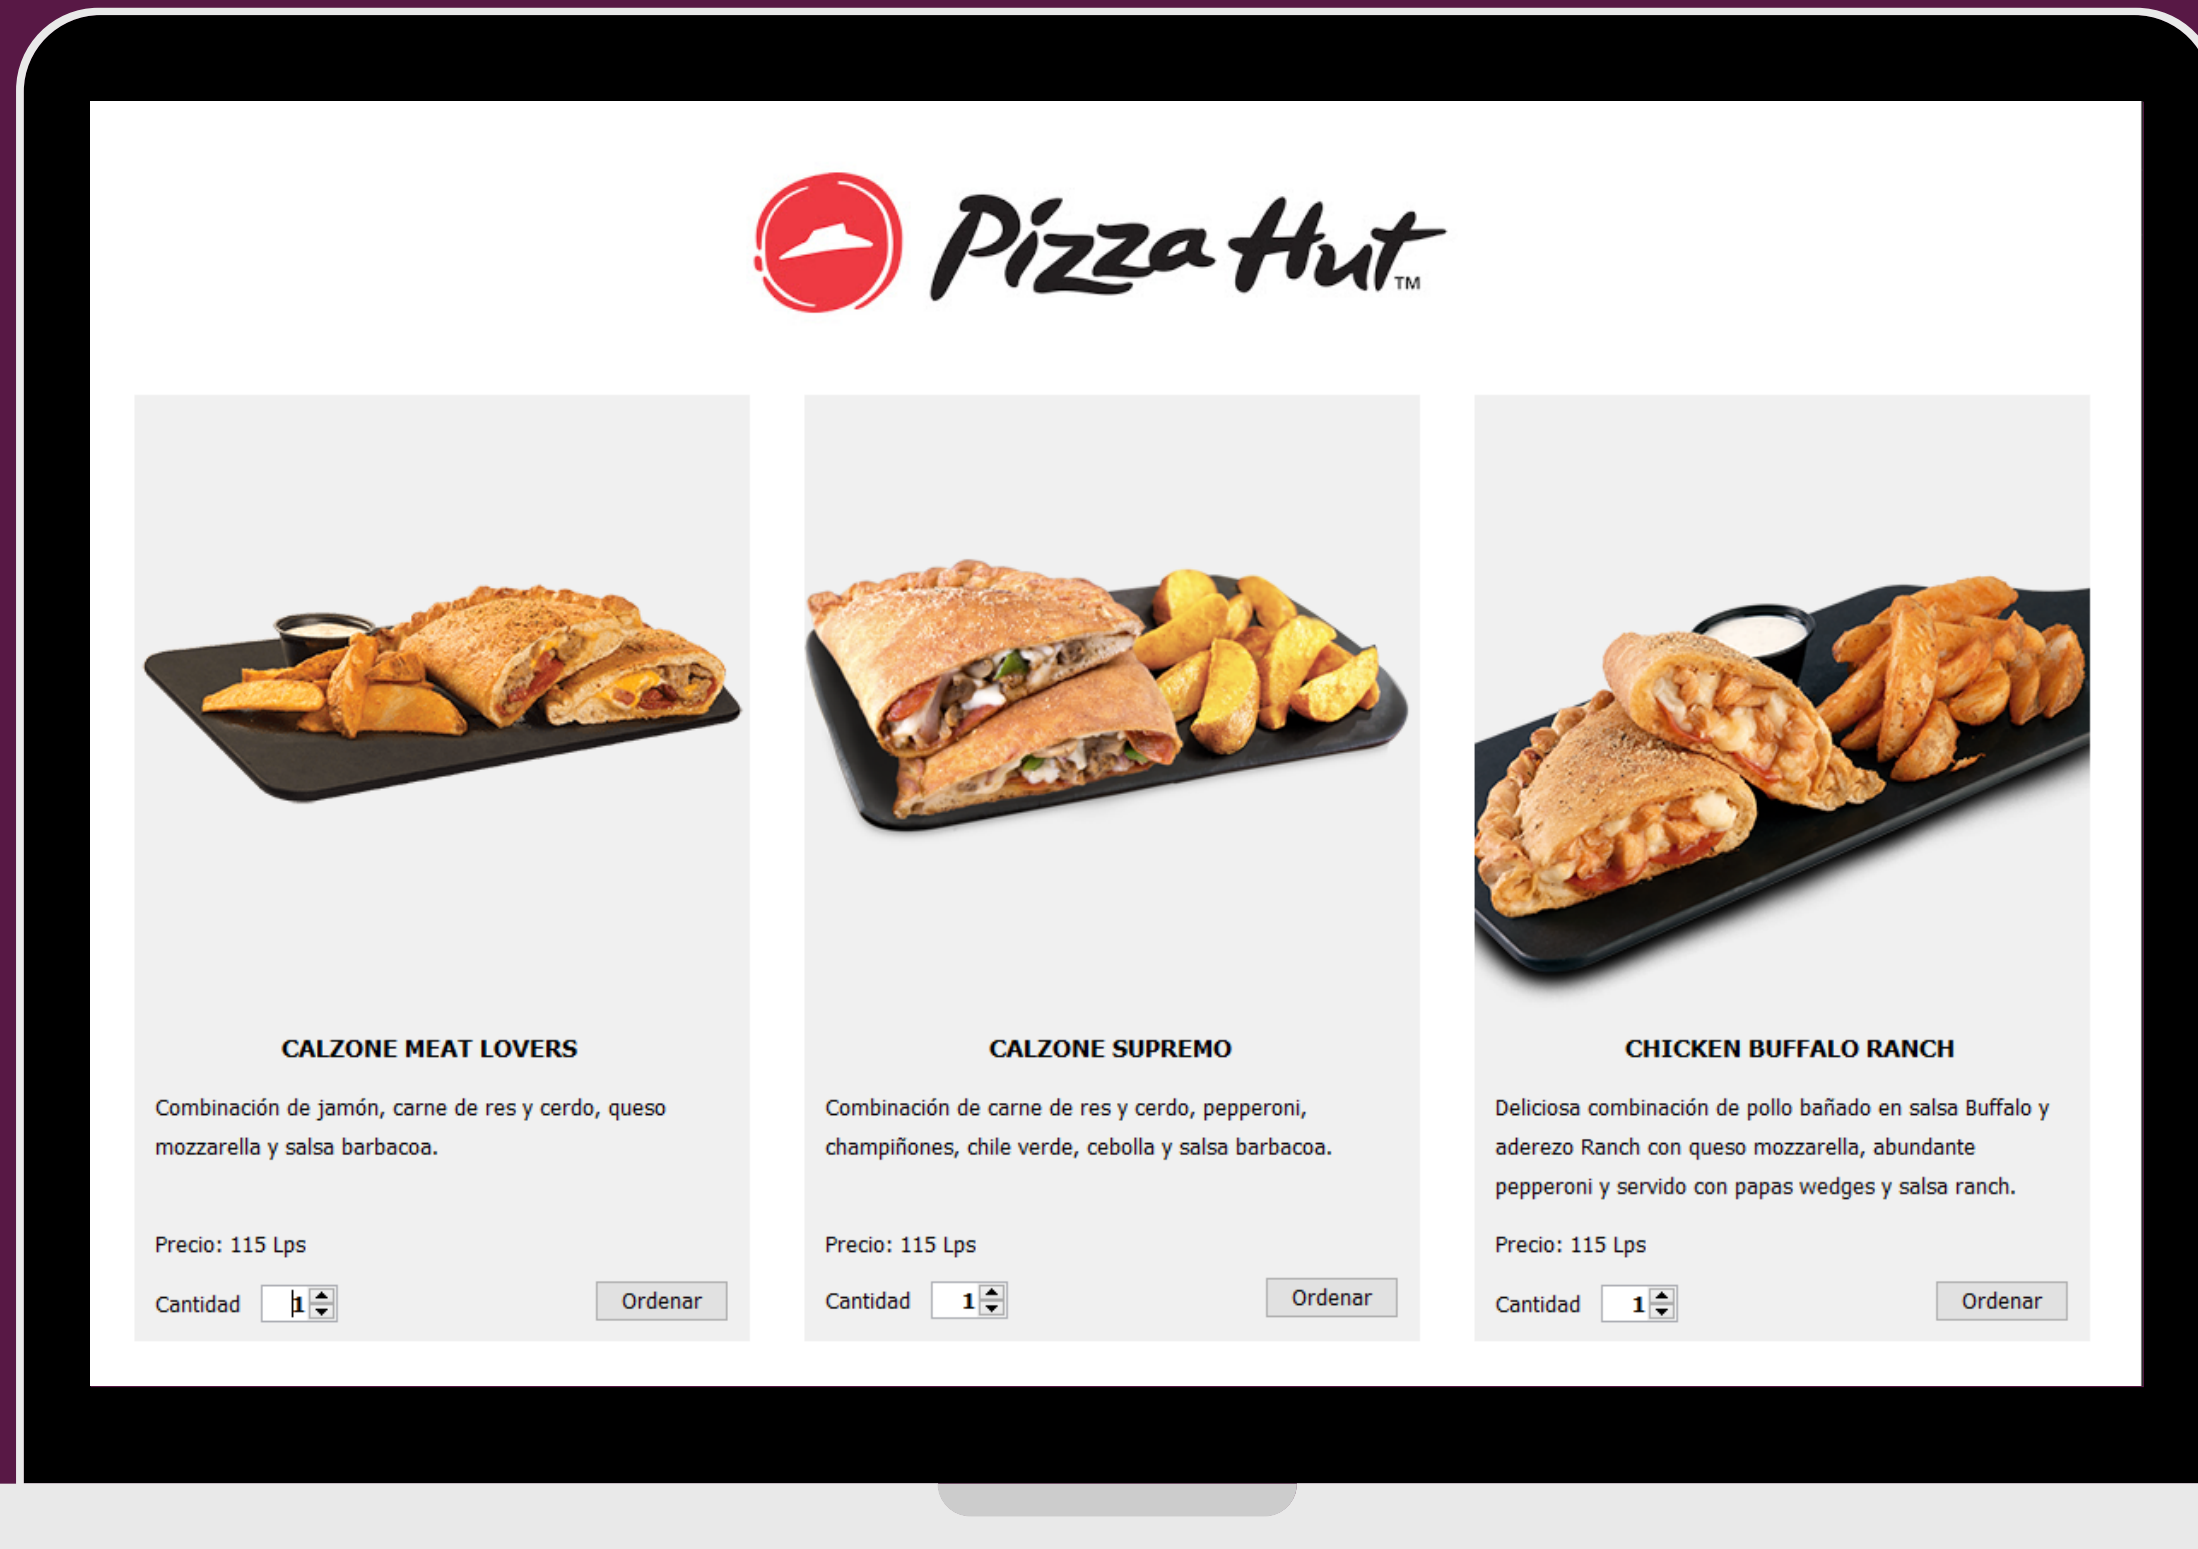 Pizza Hut™
CALZONE MEAT LOVERS
Combinación de jamón, carne de res y cerdo, queso
mozzarella y salsa barbacoa.
Precio: 115 Lps
Cantidad 1 Ordenar
CALZONE SUPREMO
Combinación de carne de res y cerdo, pepperoni,
champiñones, chile verde, cebolla y salsa barbacoa.
Precio: 115 Lps
Cantidad 1 Ordenar
CHICKEN BUFFALO RANCH
Deliciosa combinación de pollo bañado en salsa Buffalo y
aderezo Ranch con queso mozzarella, abundante
pepperoni y servido con papas wedges y salsa ranch.
Precio: 115 Lps
Cantidad 1 Ordenar